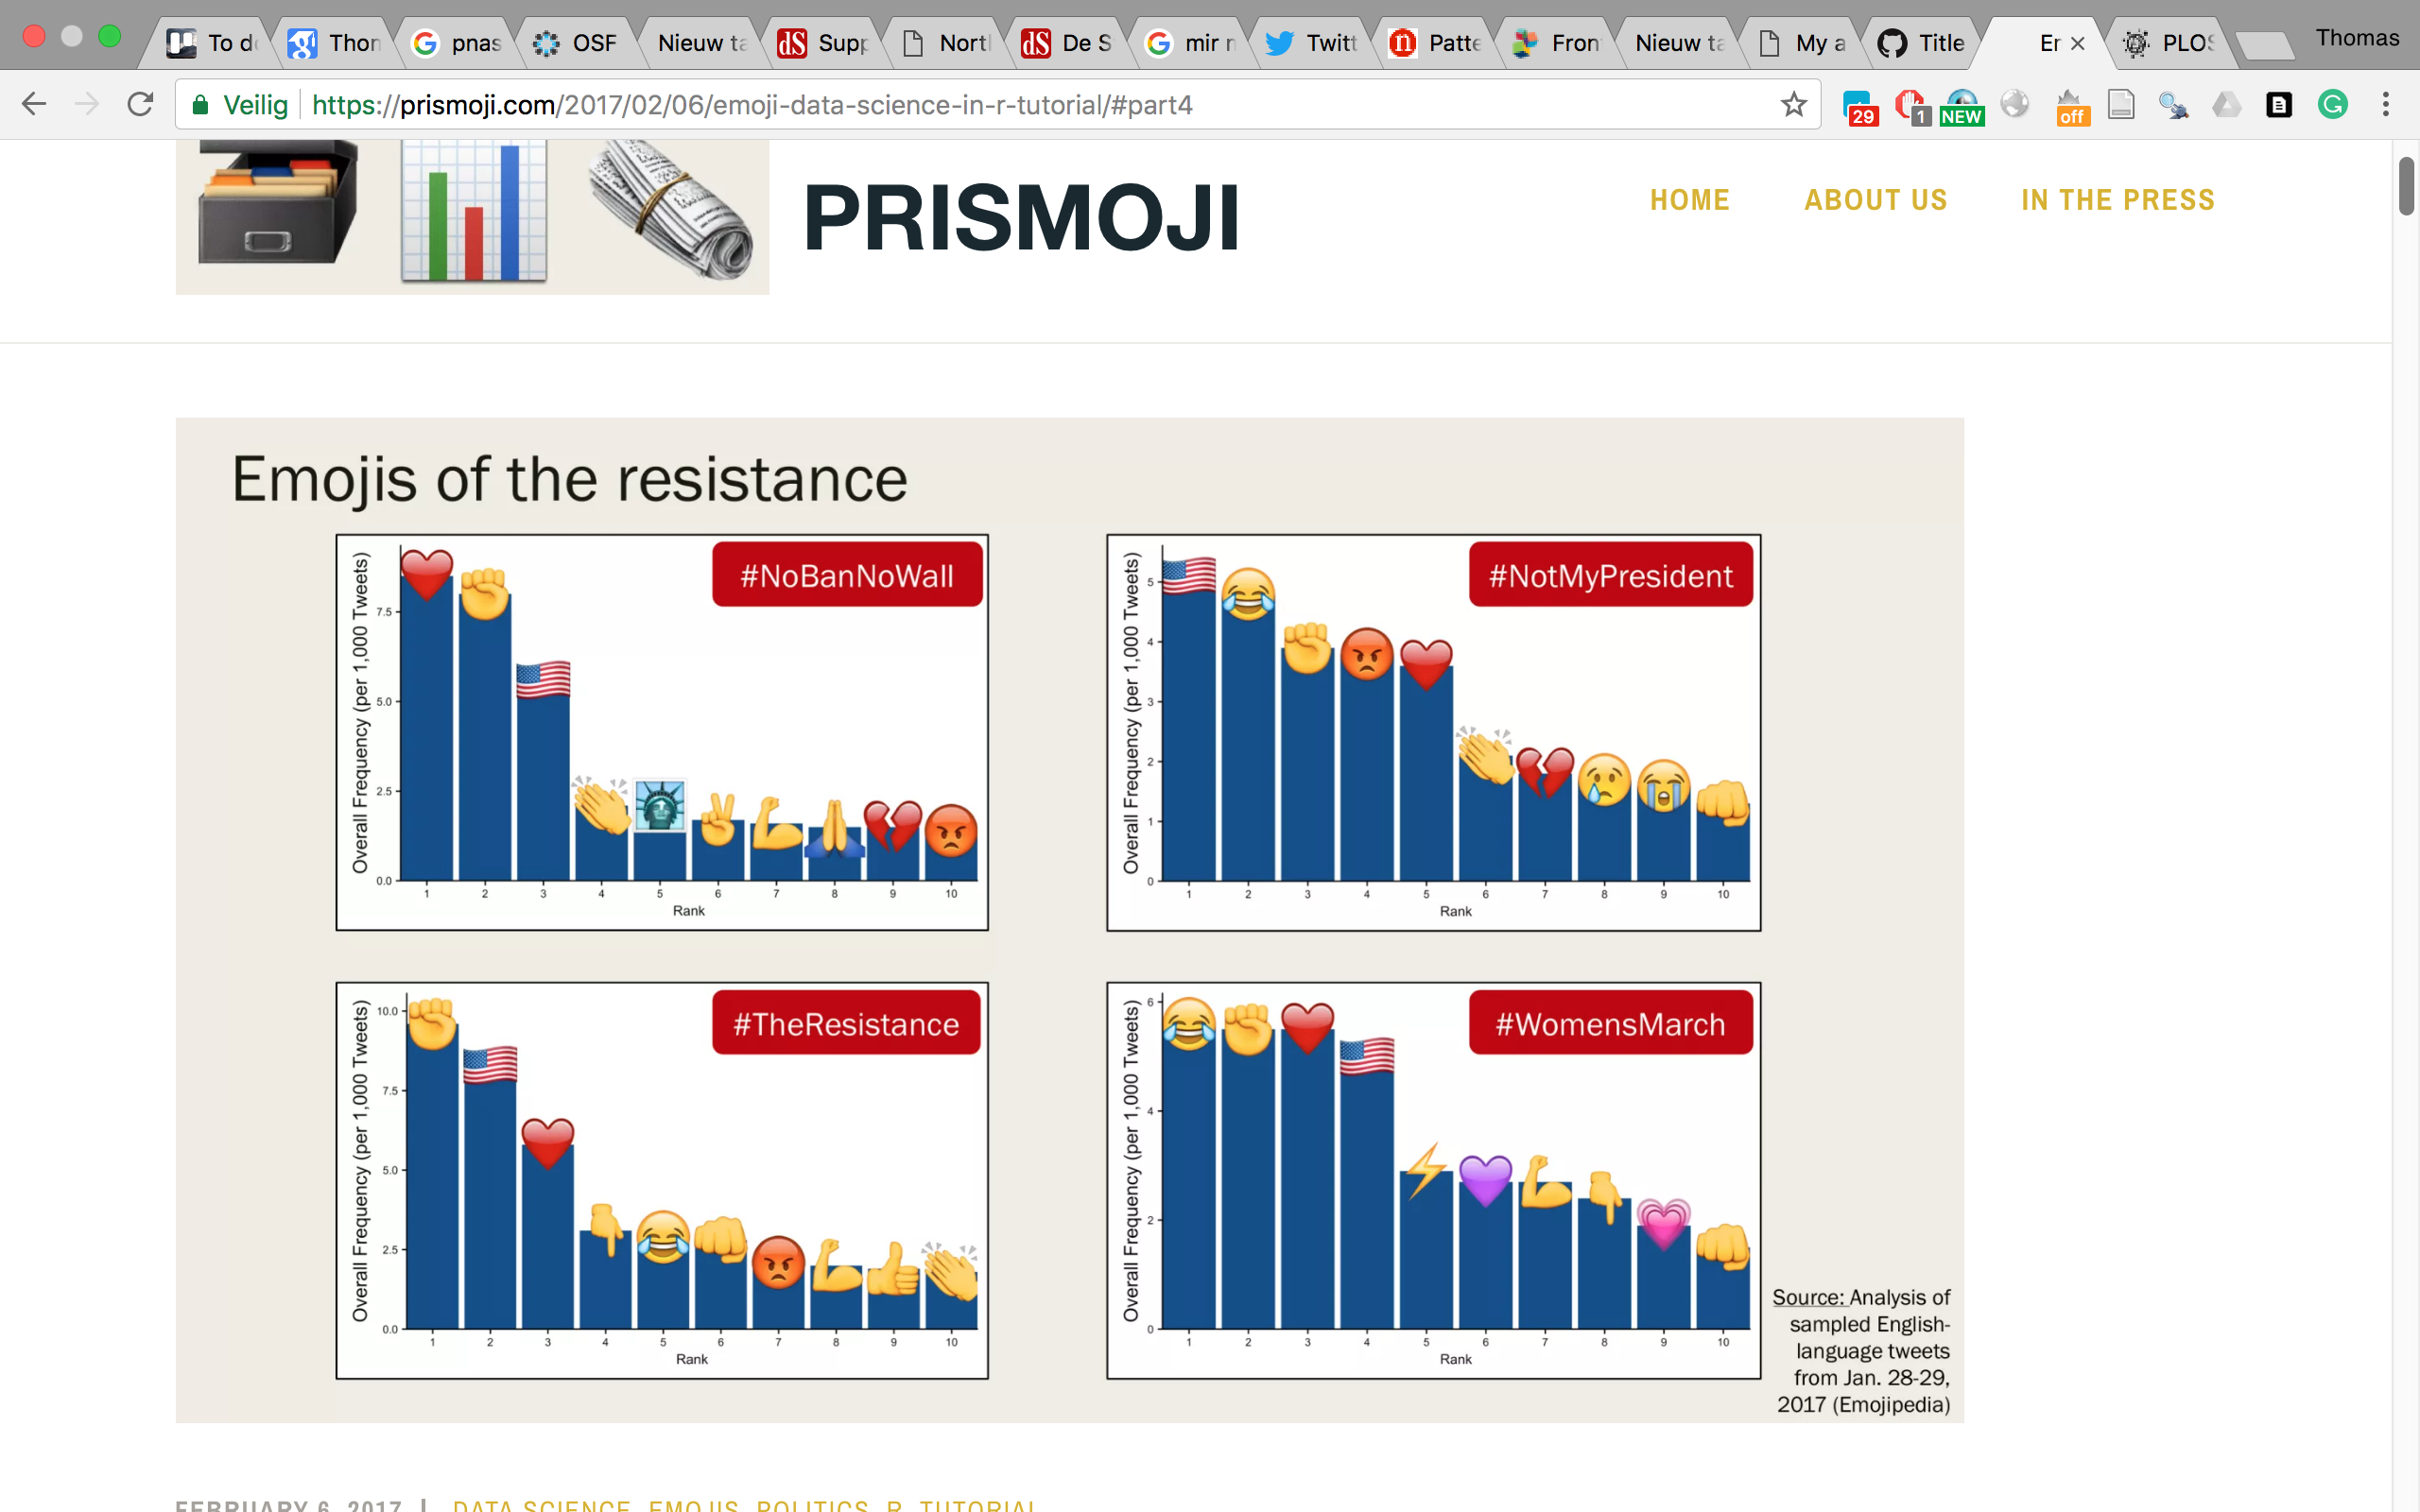 To d
Thon
pnas
OSF
Nieuw ta
Supp
Nort
De S
mir n
Twitt
Patte
Fron
Nieuw ta
My a
Title
Er
PLOS
Thomas
Veilig
https://prismoji.com/2017/02/06/emoji-data-science-in-r-tutorial/#part4
29
1
NEW
off
PRISMOJI
HOME
ABOUT US
IN THE PRESS
Emojis of the resistance
#NoBanNoWall
Overall Frequency (per 1,000 Tweets)
7.5
5.0
2.5
0.0
1 2 3 4 5 6 7 8 9 10
Rank
#NotMyPresident
Overall Frequency (per 1,000 Tweets)
5
4
3
2
1
0
1 2 3 4 5 6 7 8 9 10
Rank
#TheResistance
Overall Frequency (per 1,000 Tweets)
10.0
7.5
5.0
2.5
0.0
1 2 3 4 5 6 7 8 9 10
Rank
#WomensMarch
Overall Frequency (per 1,000 Tweets)
6
4
2
0
1 2 3 4 5 6 7 8 9 10
Rank
Source: Analysis of
sampled English-
language tweets
from Jan. 28-29,
2017 (Emojipedia)
FEBRUARY 6, 2017 | DATA SCIENCE, EMOJIS, POLITICS, R, TUTORIAL